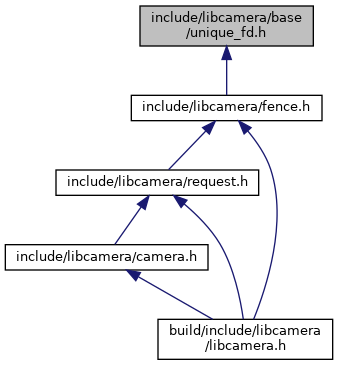 include/libcamera/base
/unique_fd.h
include/libcamera/fence.h
include/libcamera/request.h
include/libcamera/camera.h
build/include/libcamera
/libcamera.h